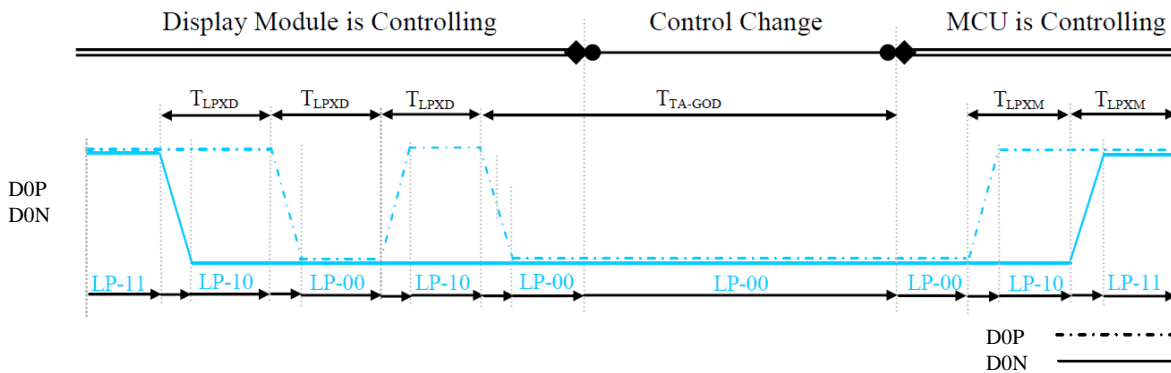 Display Module is Controlling Control Change MCU is Controlling
TLPXD TLPXD TLPXD TTA-GOD TLPXM TLPXM
D0P
D0N
LP-11 LP-10 LP-00 LP-10 LP-00 LP-00 LP-00 LP-10 LP-11
D0P
D0N